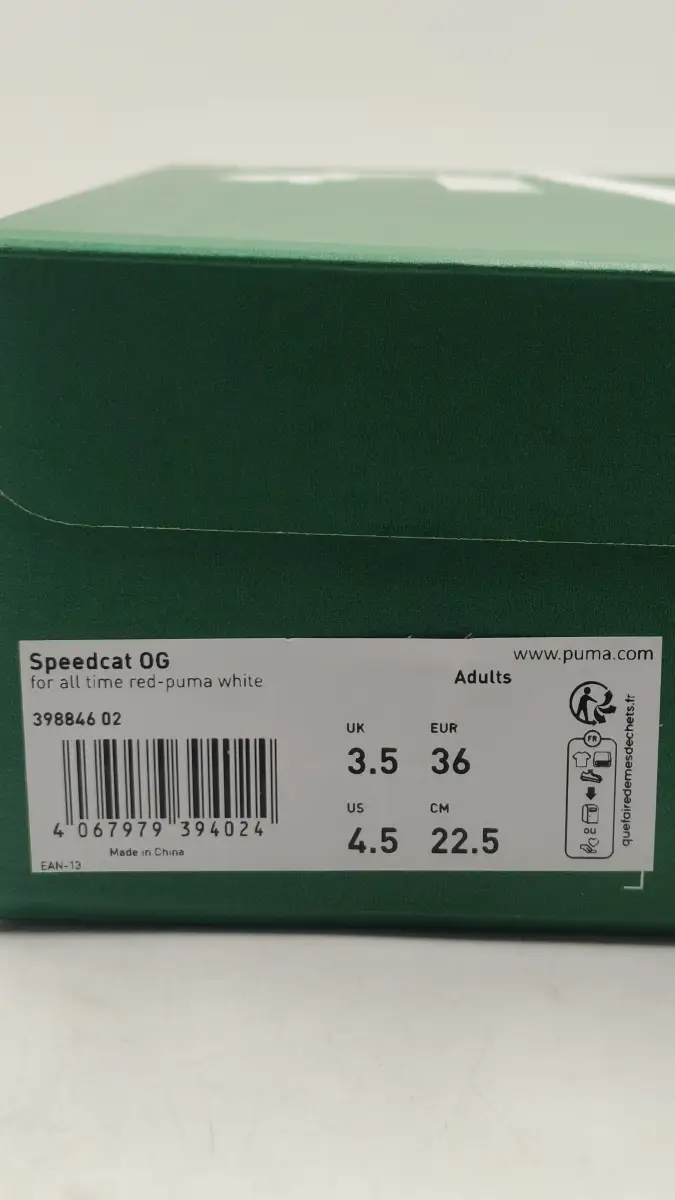 Speedcat OG
for all time red-puma white
398846 02
4 067979 394024
Made in China
EAN-13
www.puma.com
Adults
UK EUR
3.5 36
US CM
4.5 22.5
FR
quefairedemesdechets.fr